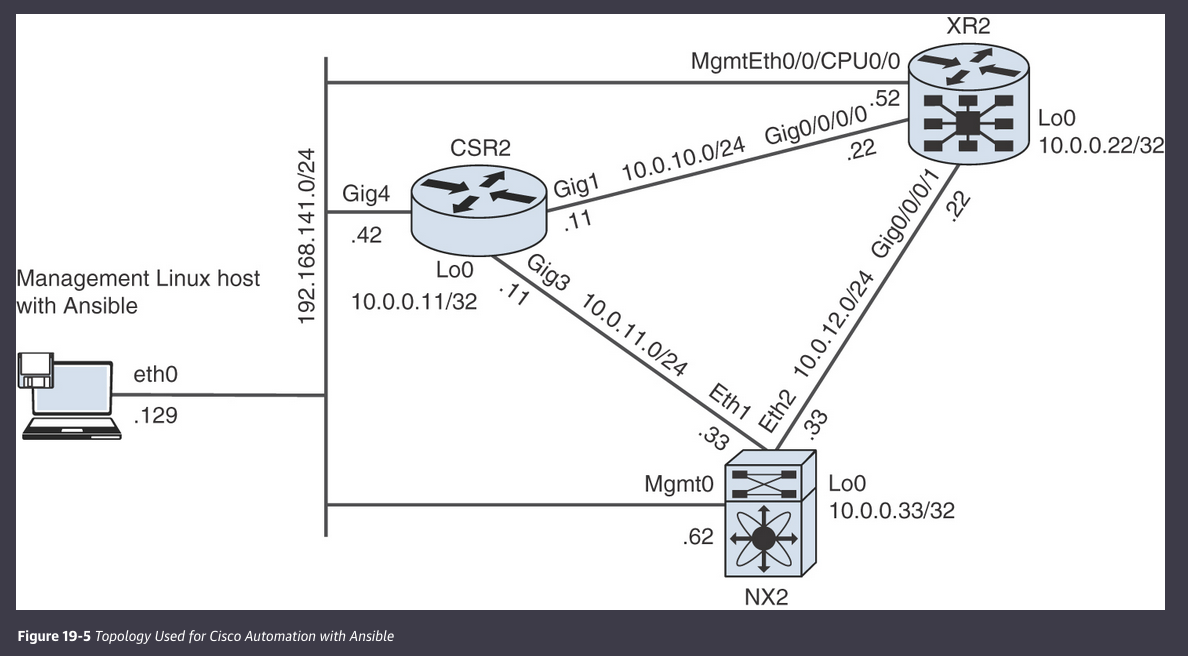 XR2
MgmtEth0/0/CPU0/0
.52
Gig0/0/0/0
10.0.10.0/24
.22
Lo0
10.0.0.22/32
CSR2
Gig1
.11
Gig4
.42
192.168.141.0/24
Lo0
10.0.0.11/32
Gig3
.11
10.0.11.0/24
Gig0/0/0/1
.22
10.0.12.0/24
Management Linux host
with Ansible
eth0
.129
Eth1
.33
Eth2
.33
Mgmt0
.62
Lo0
10.0.0.33/32
NX2
Figure 19-5 Topology Used for Cisco Automation with Ansible